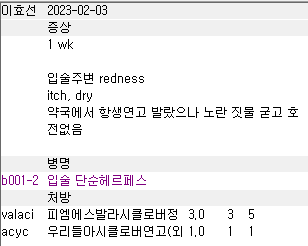 이효선 2023-02-03
증상
1 wk
입술주변 redness
itch, dry
약국에서 항생연고 발랐으나 노란 짓물 굳고 호
전없음
병명
b001-2 입술 단순헤르페스
처방
valaci 피엠에스발라시클로버정 3,0 3 5
acyc 우리들아시클로버연고(외 1,0 1 1